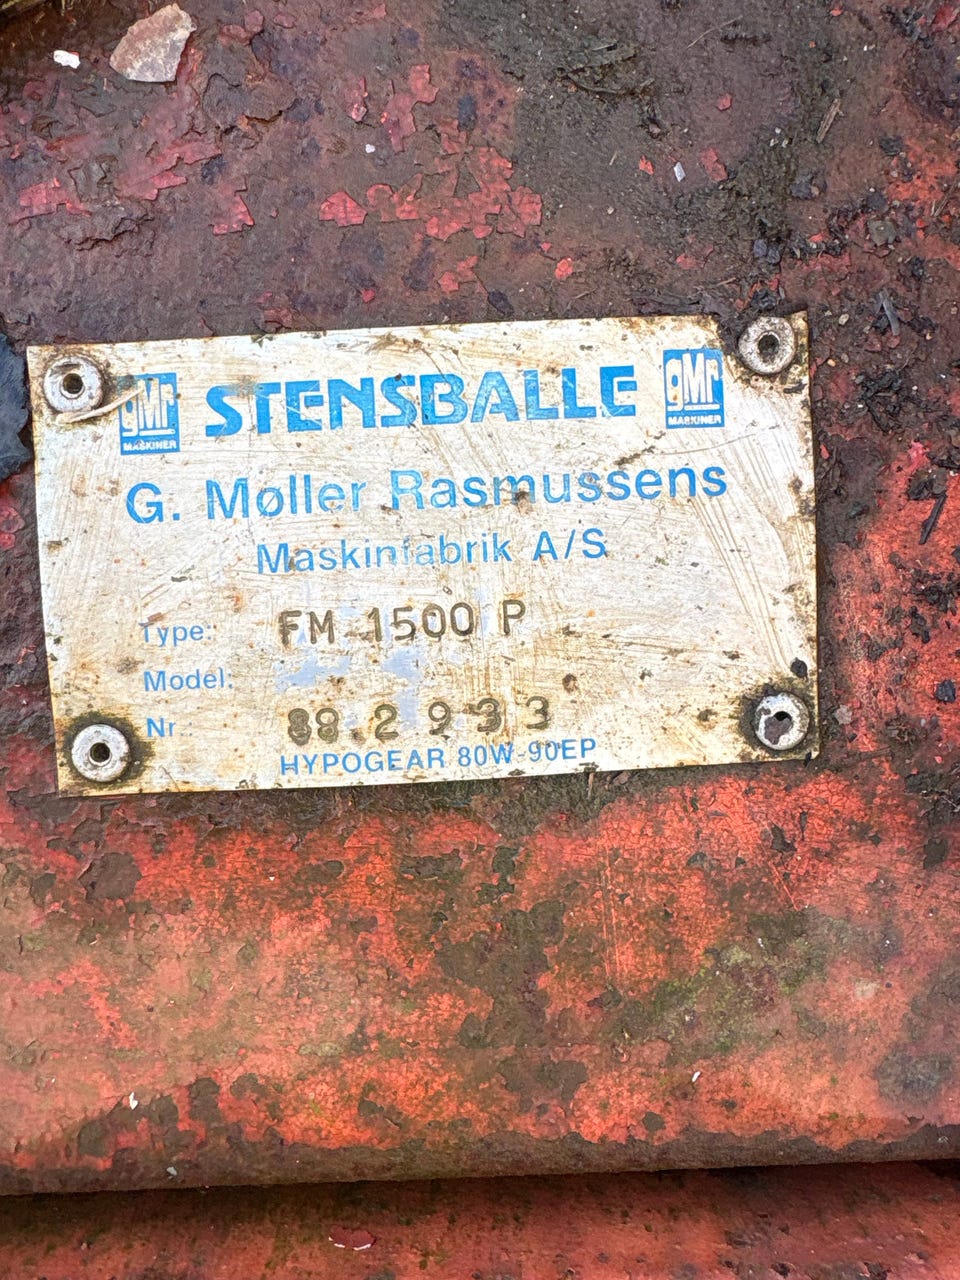 gMr MASKINER STENSBALLE gMr MASKINER
G. Møller Rasmussens
Maskinfabrik A/S
Type: FM 1500 P
Model:
Nr.: 88.2933
HYPOGEAR 80W-90EP